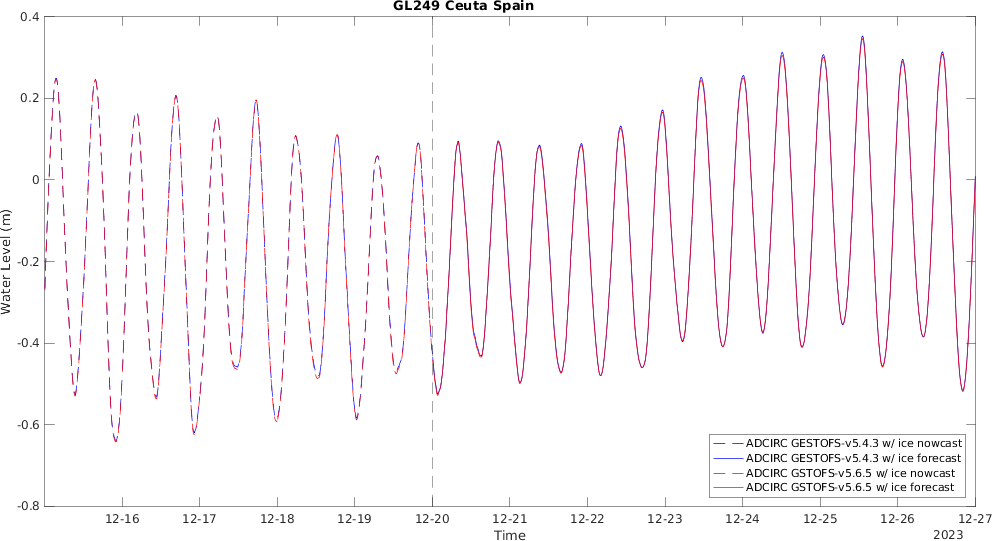 GL249 Ceuta Spain
0.4
0.2
0
-0.2
-0.4
-0.6
-0.8
Water Level (m)
ADCIRC GESTOFS-v5.4.3 w/ ice nowcast
ADCIRC GESTOFS-v5.4.3 w/ ice forecast
ADCIRC GSTOFS-v5.6.5 w/ ice nowcast
ADCIRC GSTOFS-v5.6.5 w/ ice forecast
12-16 12-17 12-18 12-19 12-20 12-21 12-22 12-23 12-24 12-25 12-26 12-27
Time
2023